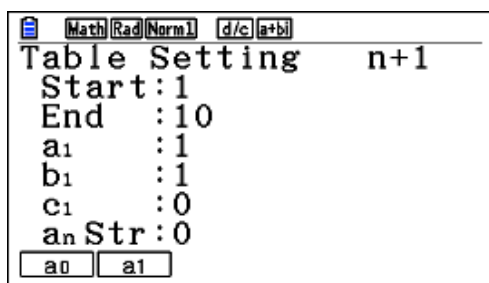 Math Rad Norm1 d/c a+bi
Table Setting n+1
Start:1
End :10
a₁ :1
b₁ :1
c₁ :0
aₙ Str:0
a0 a1